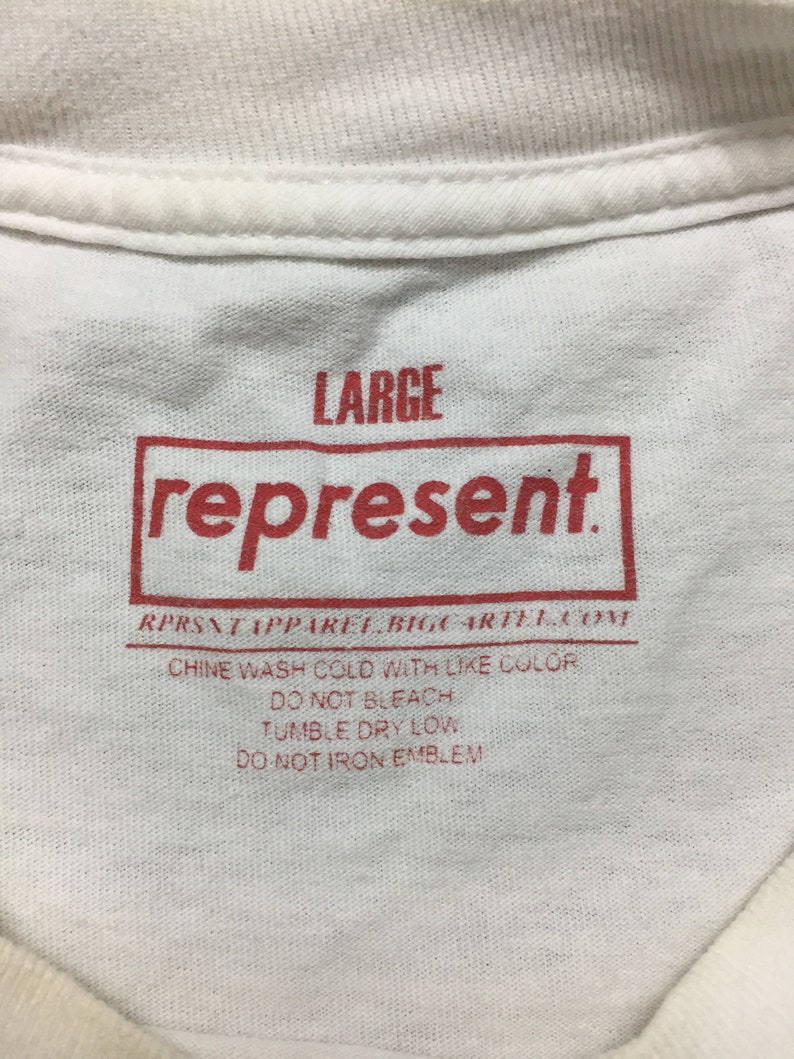 LARGE
represent.
RPRSNTAPPAREL.BIGCARTEL.COM
CHINE WASH COLD WITH LIKE COLOR
DO NOT BLEACH
TUMBLE DRY LOW
DO NOT IRON EMBLEM